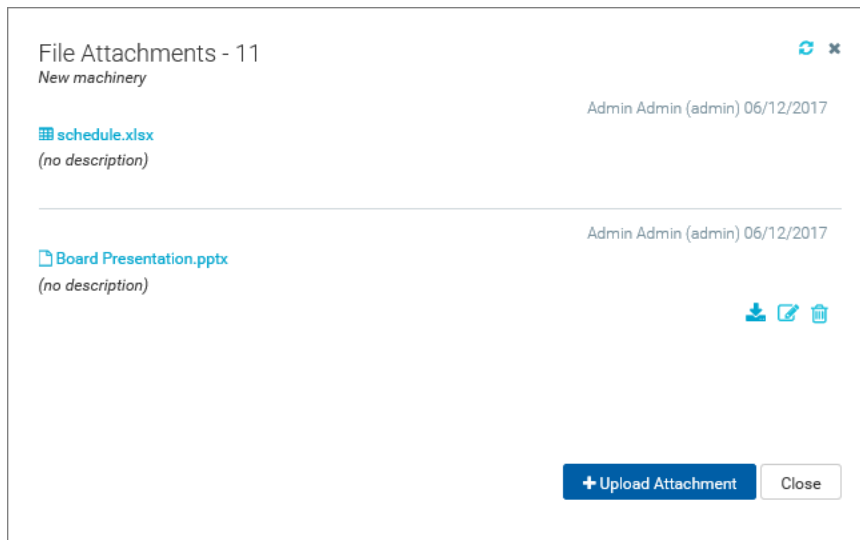 File Attachments - 11
New machinery
Admin Admin (admin) 06/12/2017
schedule.xlsx
(no description)
Admin Admin (admin) 06/12/2017
Board Presentation.pptx
(no description)
Upload Attachment
Close